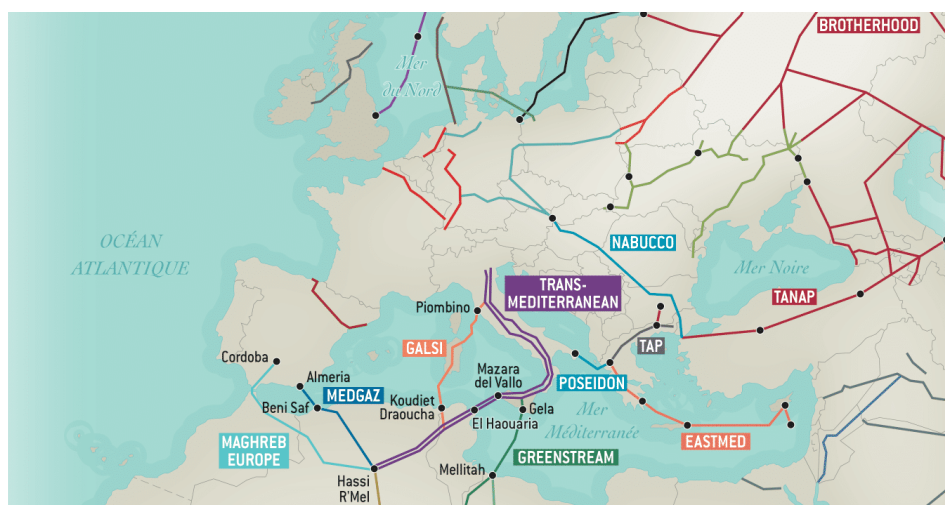 BROTHERHOOD
Mer
du Nord
OCÉAN
ATLANTIQUE
NABUCCO
Mer Noire
TRANS-
MEDITERRANEAN
TANAP
Piombino
GALSI
TAP
Cordoba
Almeria
MEDGAZ
Beni Saf
Mazara
del Vallo
POSEIDON
Koudiet
Draoucha
Gela
El Haouaria
Mer
Méditerranée
MAGHREB
EUROPE
EASTMED
GREENSTREAM
Hassi
R'Mel
Mellitah